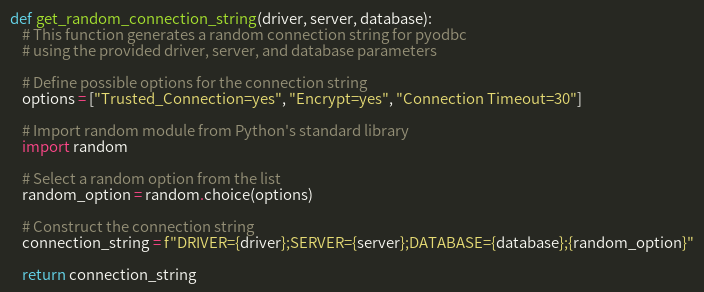 def get_random_connection_string(driver, server, database):
# This function generates a random connection string for pyodbc
# using the provided driver, server, and database parameters
# Define possible options for the connection string
options = ["Trusted_Connection=yes", "Encrypt=yes", "Connection Timeout=30"]
# Import random module from Python's standard library
import random
# Select a random option from the list
random_option = random.choice(options)
# Construct the connection string
connection_string = f"DRIVER={driver};SERVER={server};DATABASE={database};{random_option}"
return connection_string